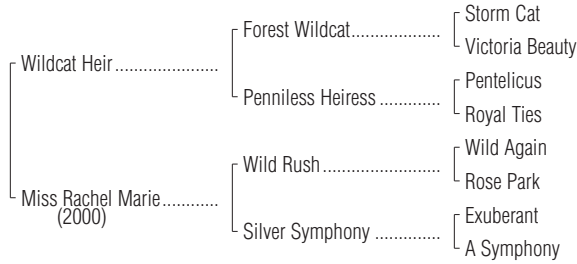 Storm Cat
Forest Wildcat...................
Victoria Beauty
Wildcat Heir ......................
Pentelicus
Penniless Heiress .............
Royal Ties
Wild Again
Wild Rush .........................
Rose Park
Miss Rachel Marie............
(2000)
Exuberant
Silver Symphony ..............
A Symphony